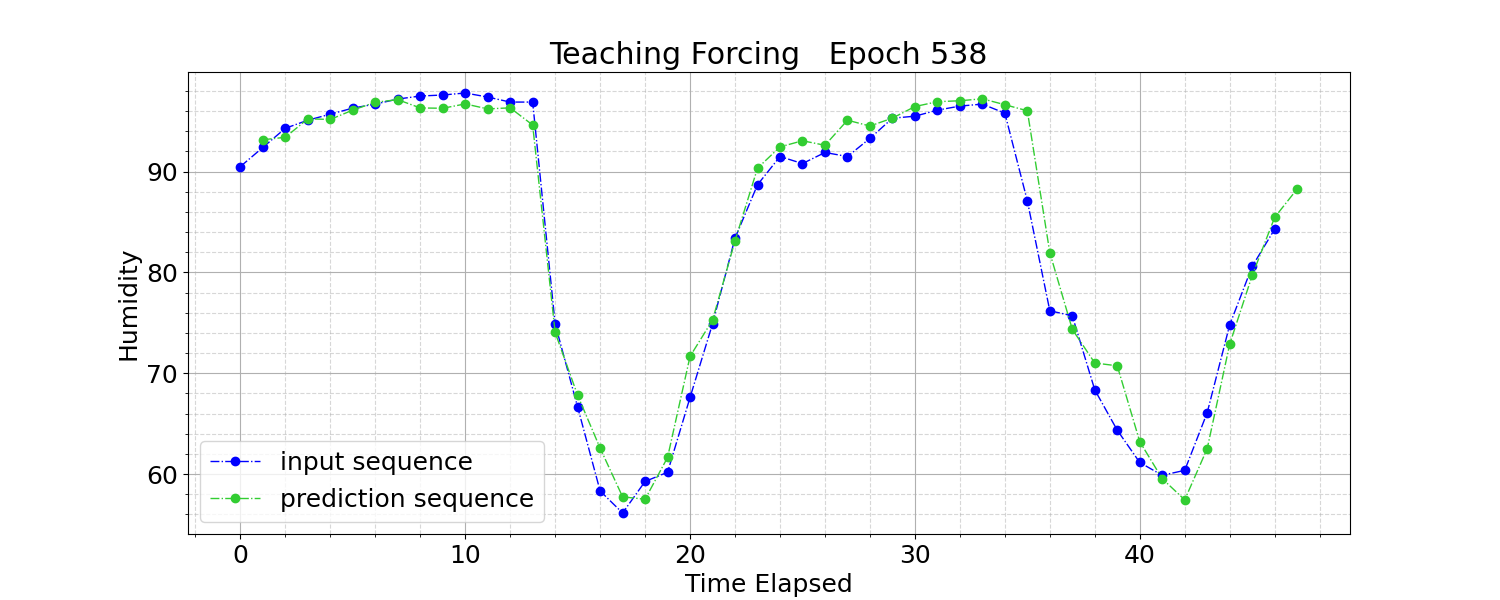 Teaching Forcing   Epoch 538
Humidity
90
80
70
60
input sequence
prediction sequence
0 10 20 30 40
Time Elapsed